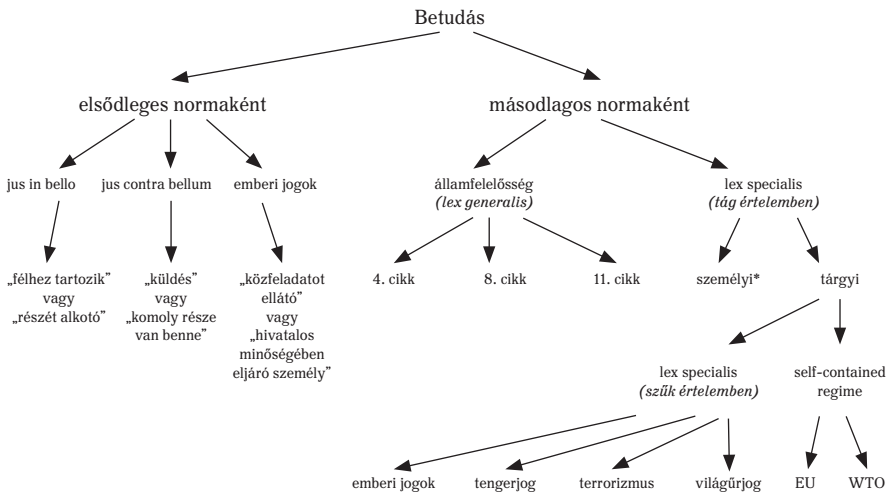 Betudás
elsődleges normaként
másodlagos normaként
jus in bello
jus contra bellum
emberi jogok
államfelelősség
(lex generalis)
lex specialis
(tág értelemben)
„félhez tartozik”
vagy
„részét alkotó”
„küldés”
vagy
„komoly része
van benne”
„közfeladatot
ellátó”
vagy
„hivatalos
minőségében
eljáró személy”
4. cikk
8. cikk
11. cikk
személyi*
tárgyi
lex specialis
(szűk értelemben)
self-contained
regime
emberi jogok
tengerjog
terrorizmus
világűrjog
EU
WTO